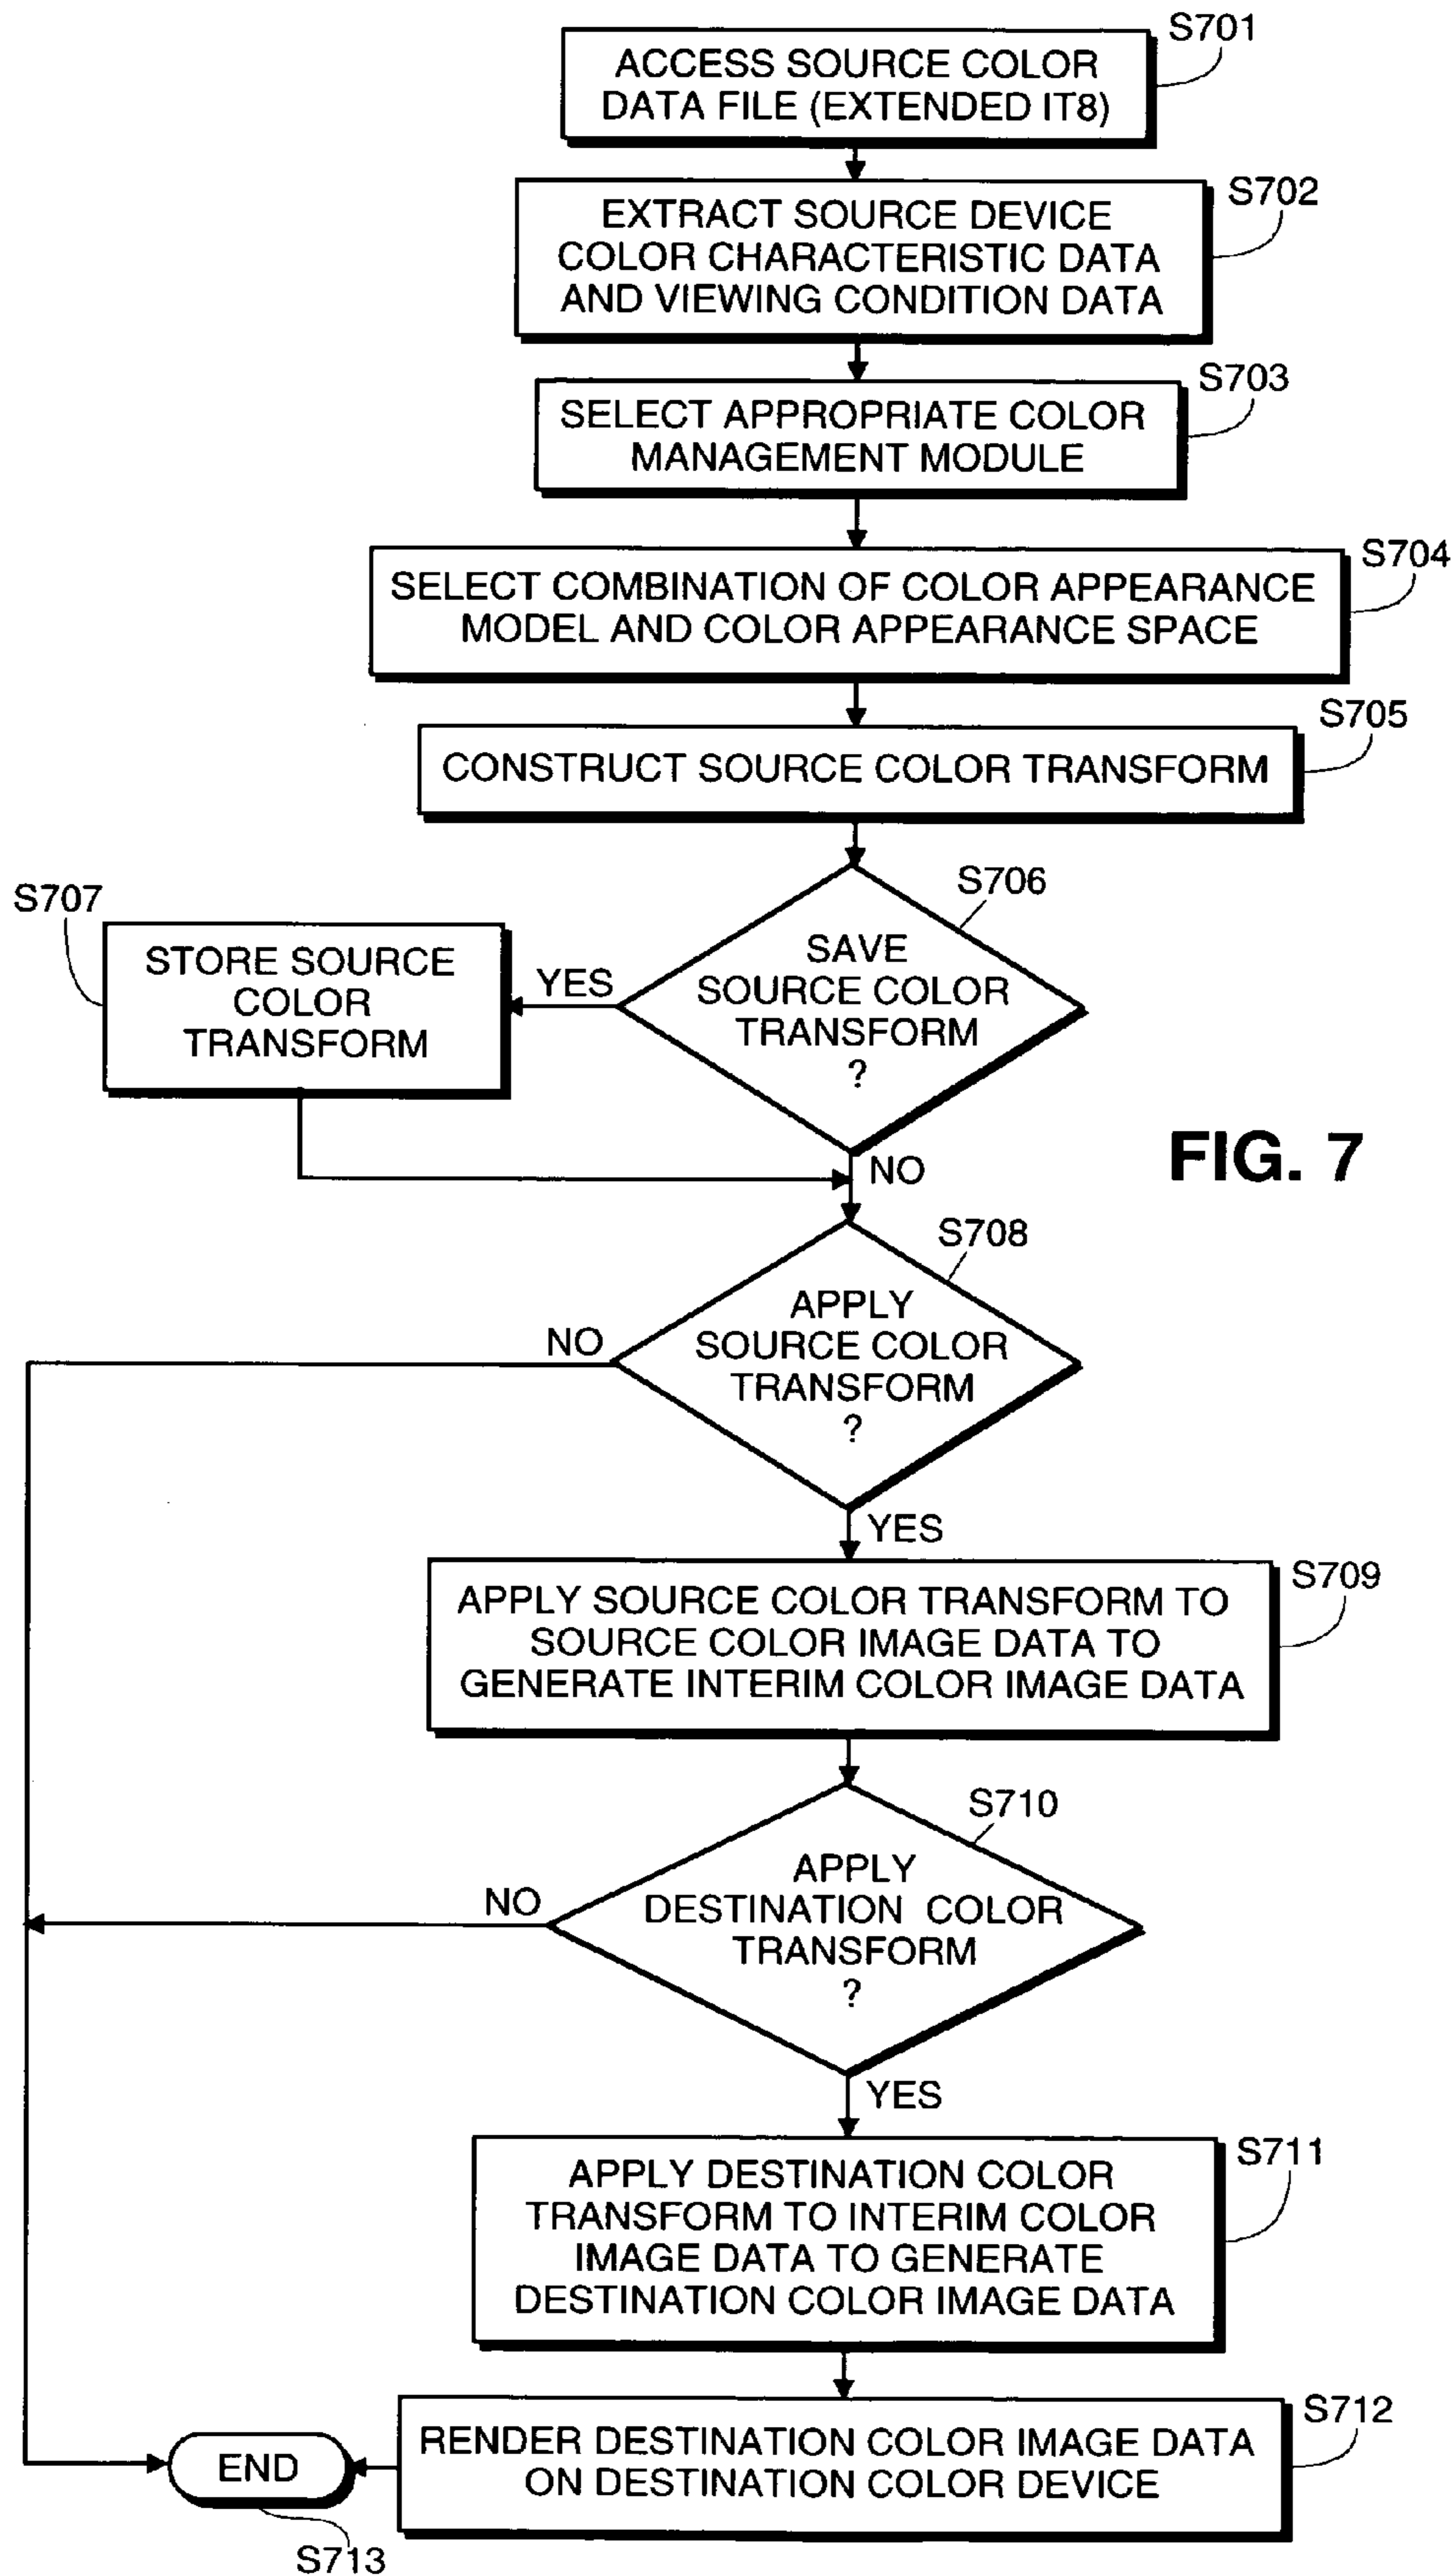 S701
ACCESS SOURCE COLOR
DATA FILE (EXTENDED IT8)
S702
EXTRACT SOURCE DEVICE
COLOR CHARACTERISTIC DATA
AND VIEWING CONDITION DATA
S703
SELECT APPROPRIATE COLOR
MANAGEMENT MODULE
S704
SELECT COMBINATION OF COLOR APPEARANCE
MODEL AND COLOR APPEARANCE SPACE
S705
CONSTRUCT SOURCE COLOR TRANSFORM
S706
SAVE
SOURCE COLOR
TRANSFORM
?
YES
S707
STORE SOURCE
COLOR
TRANSFORM
NO
FIG. 7
S708
APPLY
SOURCE COLOR
TRANSFORM
?
NO
YES
S709
APPLY SOURCE COLOR TRANSFORM TO
SOURCE COLOR IMAGE DATA TO
GENERATE INTERIM COLOR IMAGE DATA
S710
APPLY
DESTINATION COLOR
TRANSFORM
?
NO
YES
S711
APPLY DESTINATION COLOR
TRANSFORM TO INTERIM COLOR
IMAGE DATA TO GENERATE
DESTINATION COLOR IMAGE DATA
S712
RENDER DESTINATION COLOR IMAGE DATA
ON DESTINATION COLOR DEVICE
END
S713